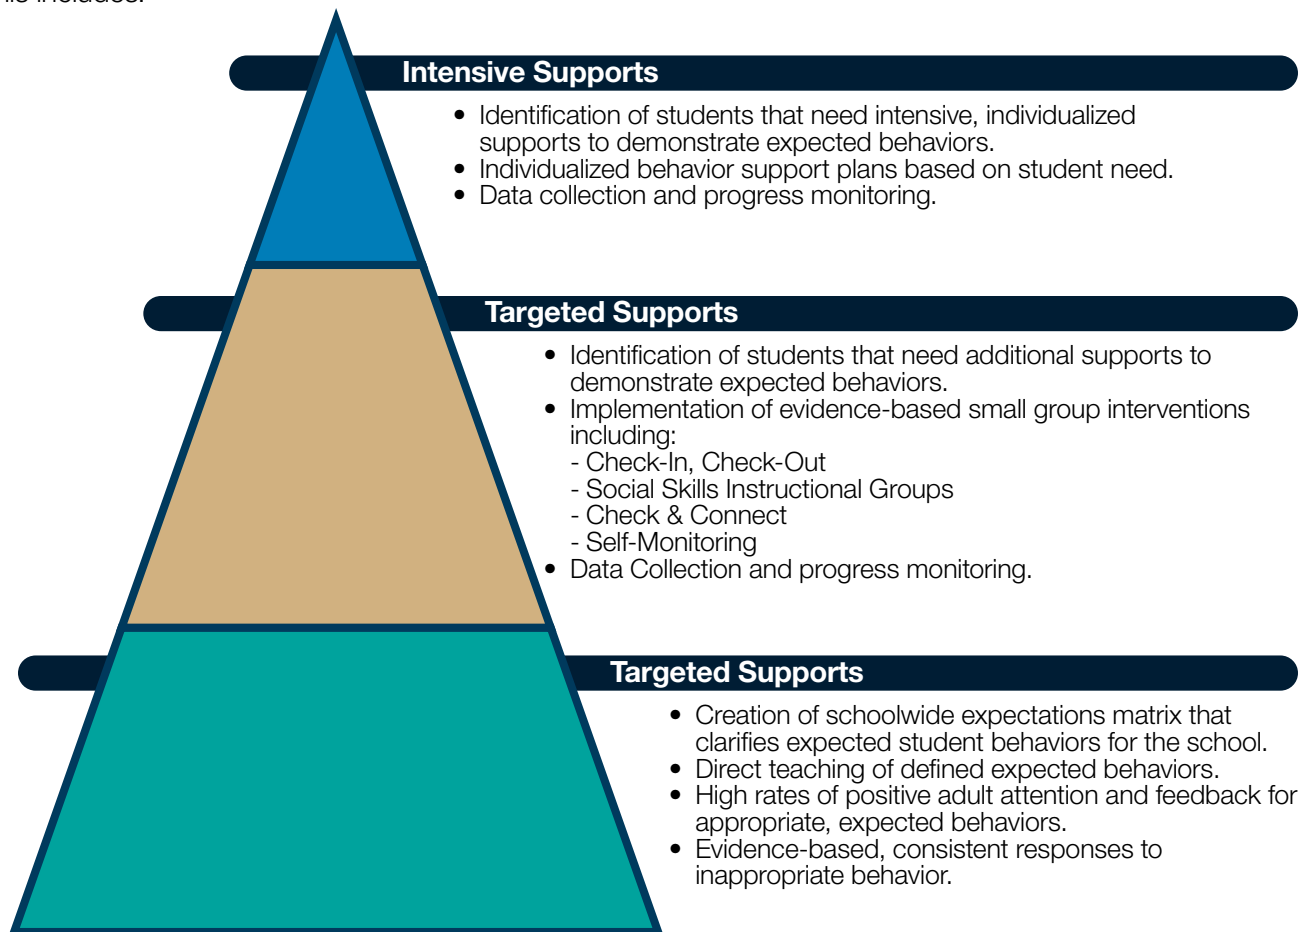 Intensive Supports
• Identification of students that need intensive, individualized
supports to demonstrate expected behaviors.
• Individualized behavior support plans based on student need.
• Data collection and progress monitoring.
Targeted Supports
• Identification of students that need additional supports to
demonstrate expected behaviors.
• Implementation of evidence-based small group interventions
including:
- Check-In, Check-Out
- Social Skills Instructional Groups
- Check & Connect
- Self-Monitoring
• Data Collection and progress monitoring.
Targeted Supports
• Creation of schoolwide expectations matrix that
clarifies expected student behaviors for the school.
• Direct teaching of defined expected behaviors.
• High rates of positive adult attention and feedback for
appropriate, expected behaviors.
• Evidence-based, consistent responses to
inappropriate behavior.